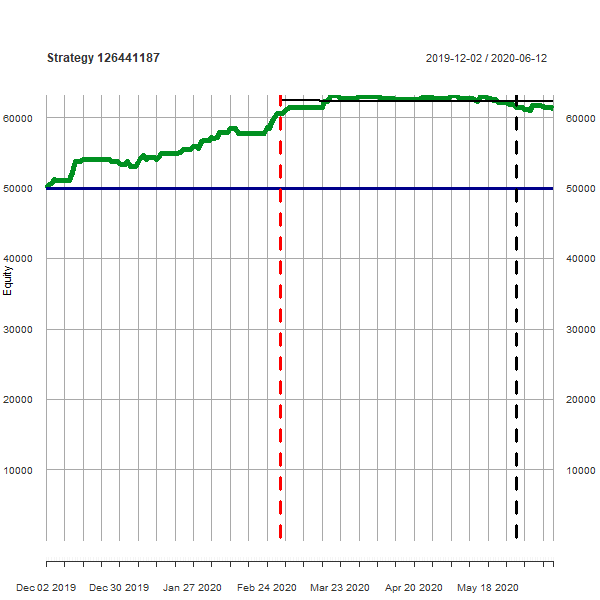 Strategy 126441187
2019-12-02 / 2020-06-12
60000
60000
50000
50000
40000
40000
Equity
30000
30000
20000
20000
10000
10000
Dec 02 2019
Dec 30 2019
Jan 27 2020
Feb 24 2020
Mar 23 2020
Apr 20 2020
May 18 2020